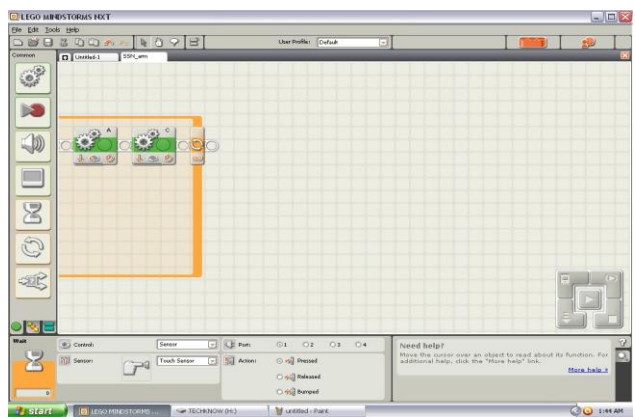 LEGO MINDSTORMS NXT
File Edit Tools Help
User Profile: Default
Common
Untitled-1 SSN_arm
A C
Wait
Control: Sensor
Port: 1 2 3 4
Sensor: Touch Sensor
Action: Pressed
Released
Bumped
Need help?
Move the cursor over an object to read about its function. For
additional help, click the "More help" link.
More help »
start LEGO MINDSTORMS ... TECHKNOW (H:) untitled - Paint 1:44 AM